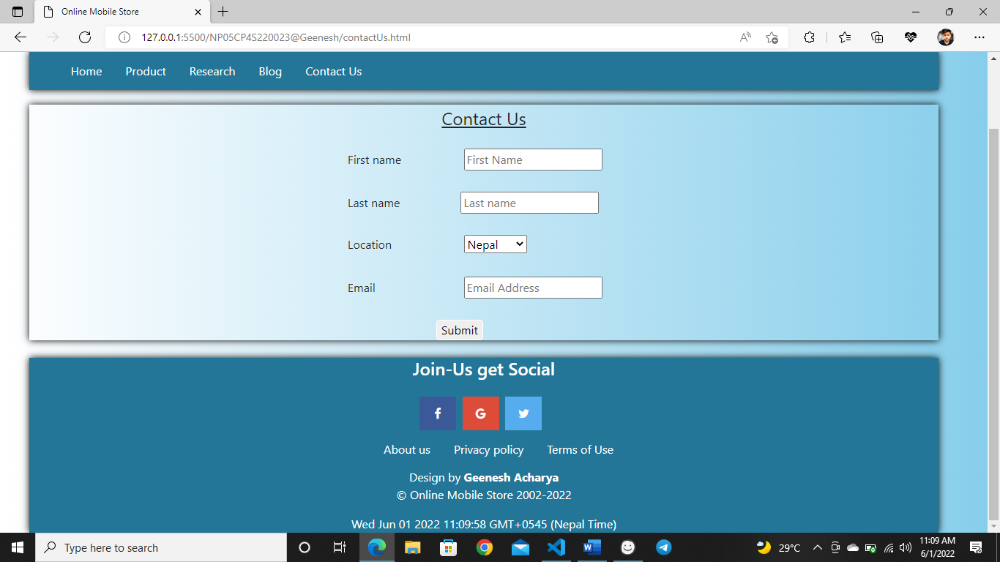 Online Mobile Store
127.0.0.1:5500/NP05CP4S220023@Geenesh/contactUs.html
Home Product Research Blog Contact Us
Contact Us
First name First Name
Last name Last name
Location Nepal
Email Email Address
Submit
Join-Us get Social
About us Privacy policy Terms of Use
Design by Geenesh Acharya
© Online Mobile Store 2002-2022
Wed Jun 01 2022 11:09:58 GMT+0545 (Nepal Time)
Type here to search
29°C
11:09 AM
6/1/2022